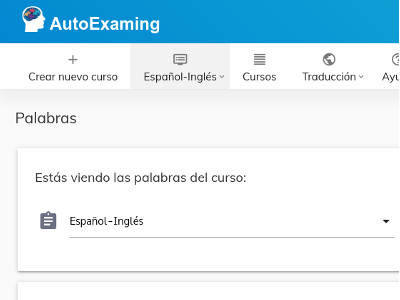 AutoExaming
Crear nuevo curso Español-Inglés Cursos Traducción Ayu
Palabras
Estás viendo las palabras del curso:
Español-Inglés